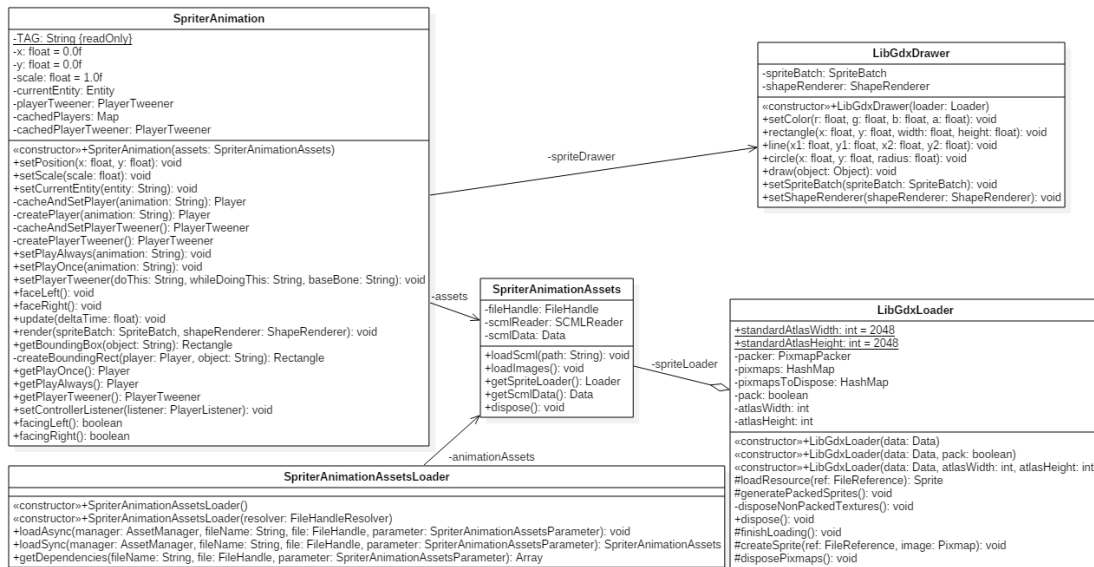 SpriterAnimation
-TAG: String {readOnly}
-x: float = 0.0f
-y: float = 0.0f
-scale: float = 1.0f
-currentEntity: Entity
-playerTweener: PlayerTweener
-cachedPlayers: Map
-cachedPlayerTweener: PlayerTweener
«constructor»+SpriterAnimation(assets: SpriterAnimationAssets)
+setPosition(x: float, y: float): void
+setScale(scale: float): void
+setCurrentEntity(entity: String): void
-cacheAndSetPlayer(animation: String): Player
-createPlayer(animation: String): Player
-cacheAndSetPlayerTweener(): PlayerTweener
-createPlayerTweener(): PlayerTweener
+setPlayAlways(animation: String): void
+setPlayOnce(animation: String): void
+setPlayerTweener(doThis: String, whileDoingThis: String, baseBone: String): void
+faceLeft(): void
+faceRight(): void
+update(deltaTime: float): void
+render(spriteBatch: SpriteBatch, shapeRenderer: ShapeRenderer): void
+getBoundingBox(object: String): Rectangle
-createBoundingRect(player: Player, object: String): Rectangle
+getPlayOnce(): Player
+getPlayAlways(): Player
+getPlayerTweener(): PlayerTweener
+setControllerListener(listener: PlayerListener): void
+facingLeft(): boolean
+facingRight(): boolean
-spriteDrawer
LibGdxDrawer
-spriteBatch: SpriteBatch
-shapeRenderer: ShapeRenderer
«constructor»+LibGdxDrawer(loader: Loader)
+setColor(r: float, g: float, b: float, a: float): void
+rectangle(x: float, y: float, width: float, height: float): void
+line(x1: float, y1: float, x2: float, y2: float): void
+circle(x: float, y: float, radius: float): void
+draw(object: Object): void
+setSpriteBatch(spriteBatch: SpriteBatch): void
+setShapeRenderer(shapeRenderer: ShapeRenderer): void
-assets
SpriterAnimationAssets
-fileHandle: FileHandle
-scmlReader: SCMLReader
-scmlData: Data
+loadScml(path: String): void
+loadImages(): void
+getSpriteLoader(): Loader
+getScmlData(): Data
+dispose(): void
-spriteLoader
LibGdxLoader
+standardAtlasWidth: int = 2048
+standardAtlasHeight: int = 2048
-packer: PixmapPacker
-pixmaps: HashMap
-pixmapsToDispose: HashMap
-pack: boolean
-atlasWidth: int
-atlasHeight: int
«constructor»+LibGdxLoader(data: Data)
«constructor»+LibGdxLoader(data: Data, pack: boolean)
«constructor»+LibGdxLoader(data: Data, atlasWidth: int, atlasHeight: int
#loadResource(ref: FileReference): Sprite
#generatePackedSprites(): void
-disposeNonPackedTextures(): void
+dispose(): void
#finishLoading(): void
#createSprite(ref: FileReference, image: Pixmap): void
#disposePixmaps(): void
-animationAssets
SpriterAnimationAssetsLoader
«constructor»+SpriterAnimationAssetsLoader()
«constructor»+SpriterAnimationAssetsLoader(resolver: FileHandleResolver)
+loadAsync(manager: AssetManager, fileName: String, file: FileHandle, parameter: SpriterAnimationAssetsParameter): void
+loadSync(manager: AssetManager, fileName: String, file: FileHandle, parameter: SpriterAnimationAssetsParameter): SpriterAnimationAssets
+getDependencies(fileName: String, file: FileHandle, parameter: SpriterAnimationAssetsParameter): Array